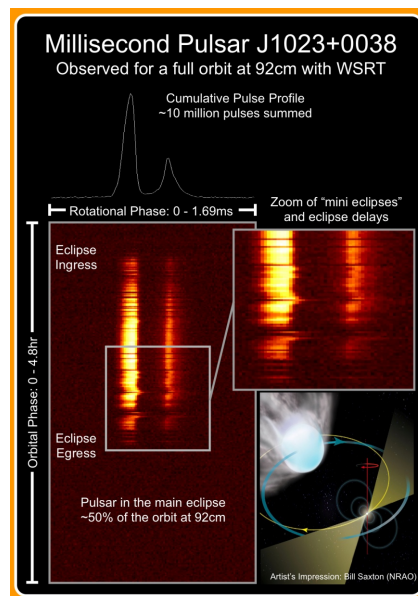 Millisecond Pulsar J1023+0038
Observed for a full orbit at 92cm with WSRT
Cumulative Pulse Profile
~10 million pulses summed
Rotational Phase: 0 - 1.69ms
Zoom of “mini eclipses”
and eclipse delays
Orbital Phase: 0 - 4.8hr
Eclipse
Ingress
Eclipse
Egress
Pulsar in the main eclipse
~50% of the orbit at 92cm
Artist's Impression: Bill Saxton (NRAO)